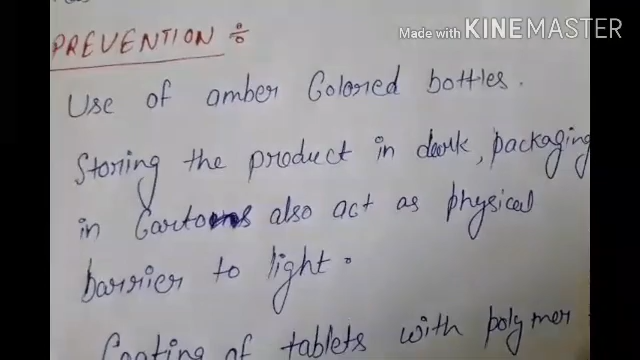 Made with KINEMASTER
PREVENTION ÷
Use of amber Colored bottles.
Storing the product in dark, packaging
in Cartons also act as physical
barrier to light.
Coating of tablets with polymer